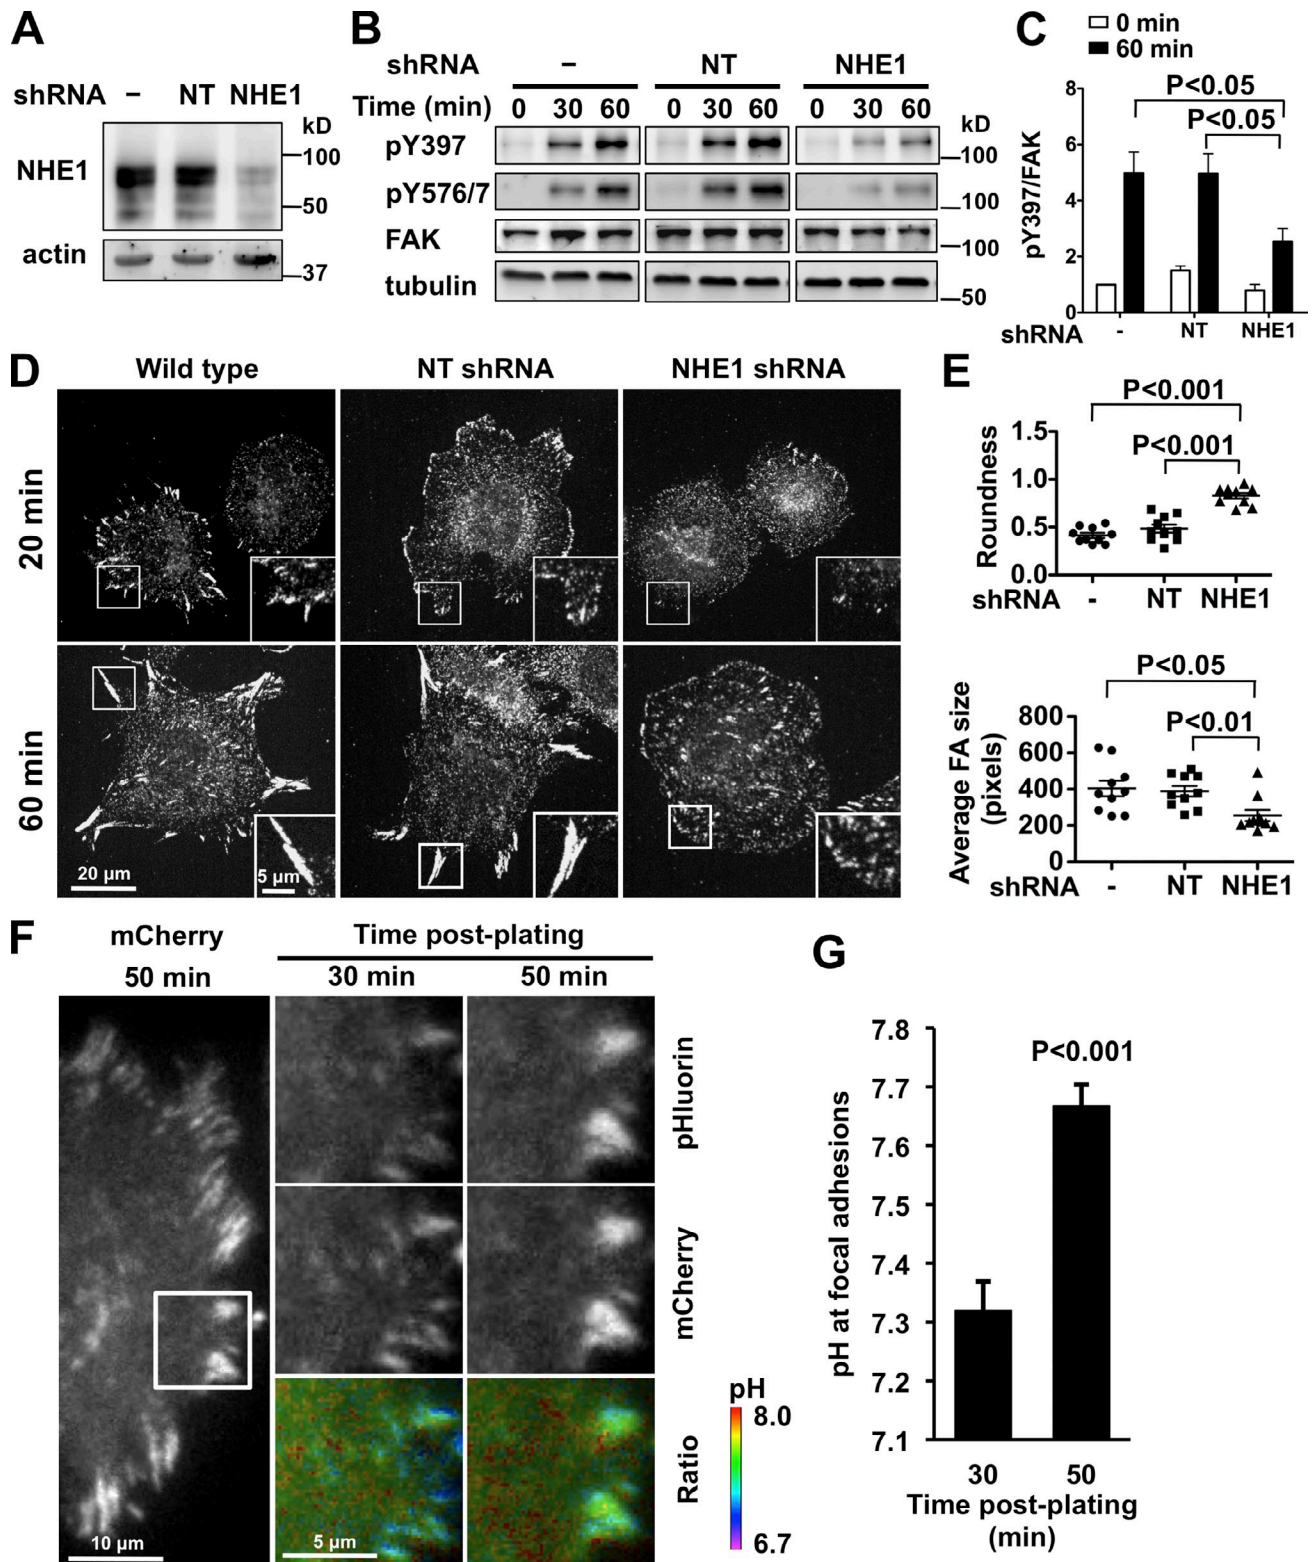 A
shRNA – NT NHE1
kD
NHE1
100
50
actin
37
B
shRNA – NT NHE1
Time (min) 0 30 60 0 30 60 0 30 60
kD
pY397
100
pY576/7
100
FAK
100
tubulin
50
C
0 min
60 min
P<0.05
P<0.05
pY397/FAK
8
6
4
2
0
shRNA - NT NHE1
D
Wild type NT shRNA NHE1 shRNA
20 min
60 min
20 µm
5 µm
E
P<0.001
P<0.001
Roundness
1.5
1.0
0.5
0.0
shRNA - NT NHE1
P<0.05
P<0.01
Average FA size
(pixels)
800
600
400
200
0
shRNA - NT NHE1
F
mCherry
50 min
Time post-plating
30 min 50 min
pHluorin
mCherry
Ratio
pH
8.0
6.7
10 µm
5 µm
G
P<0.001
pH at focal adhesions
7.8
7.7
7.6
7.5
7.4
7.3
7.2
7.1
30 50
Time post-plating
(min)